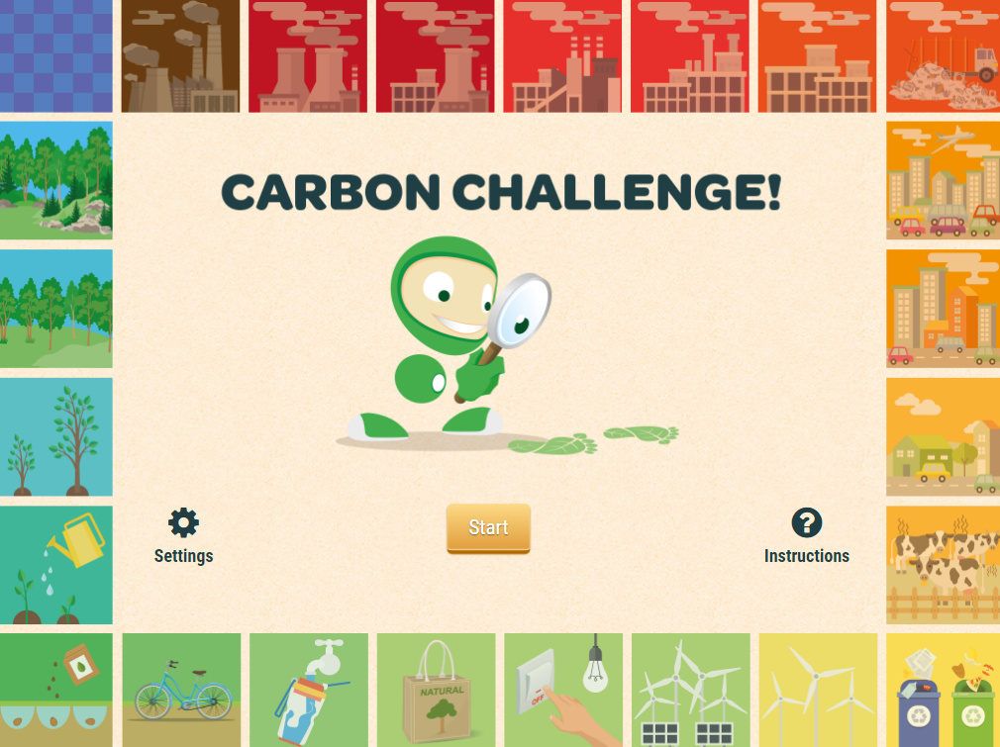 CARBON CHALLENGE!
Start
Settings
Instructions
NATURAL
OFF